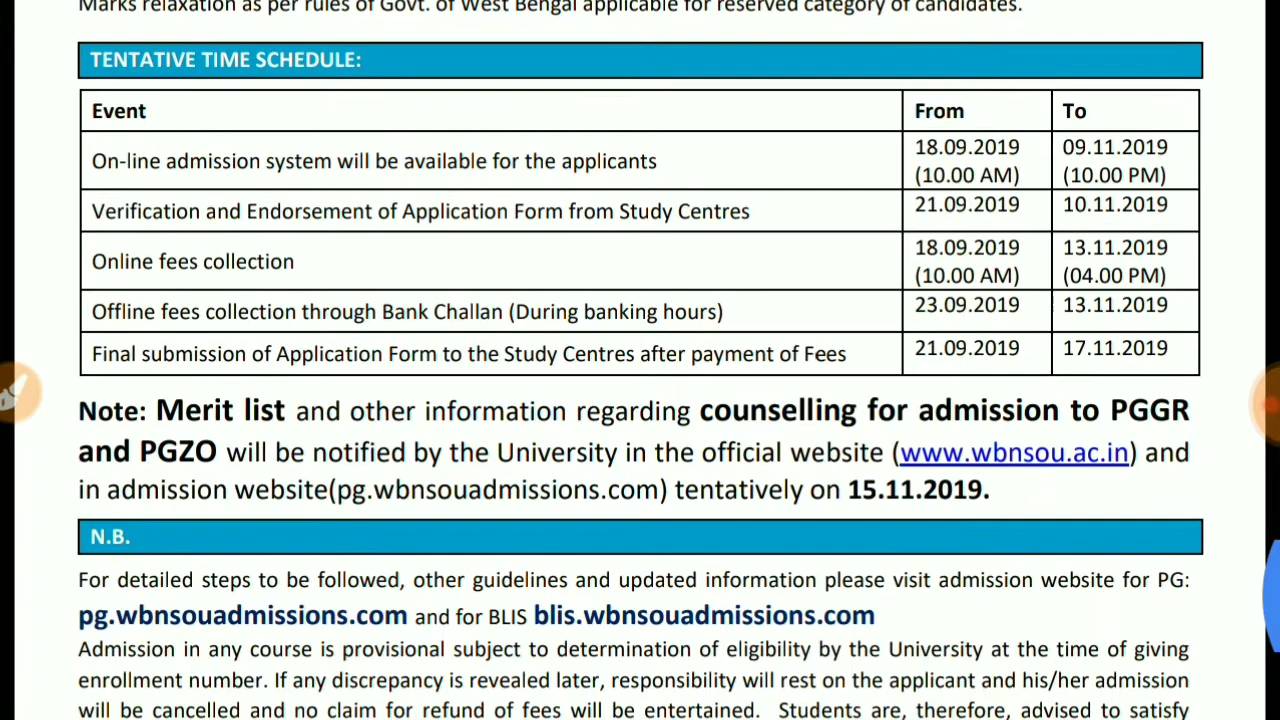 Marks relaxation as per rules of Govt. of West Bengal applicable for reserved category of candidates.
TENTATIVE TIME SCHEDULE:
Event From To
On-line admission system will be available for the applicants 18.09.2019 (10.00 AM) 09.11.2019 (10.00 PM)
Verification and Endorsement of Application Form from Study Centres 21.09.2019 10.11.2019
Online fees collection 18.09.2019 (10.00 AM) 13.11.2019 (04.00 PM)
Offline fees collection through Bank Challan (During banking hours) 23.09.2019 13.11.2019
Final submission of Application Form to the Study Centres after payment of Fees 21.09.2019 17.11.2019
Note: Merit list and other information regarding counselling for admission to PGGR
and PGZO will be notified by the University in the official website (www.wbnsou.ac.in) and
in admission website(pg.wbnsouadmissions.com) tentatively on 15.11.2019.
N.B.
For detailed steps to be followed, other guidelines and updated information please visit admission website for PG:
pg.wbnsouadmissions.com and for BLIS blis.wbnsouadmissions.com
Admission in any course is provisional subject to determination of eligibility by the University at the time of giving
enrollment number. If any discrepancy is revealed later, responsibility will rest on the applicant and his/her admission
will be cancelled and no claim for refund of fees will be entertained. Students are, therefore, advised to satisfy